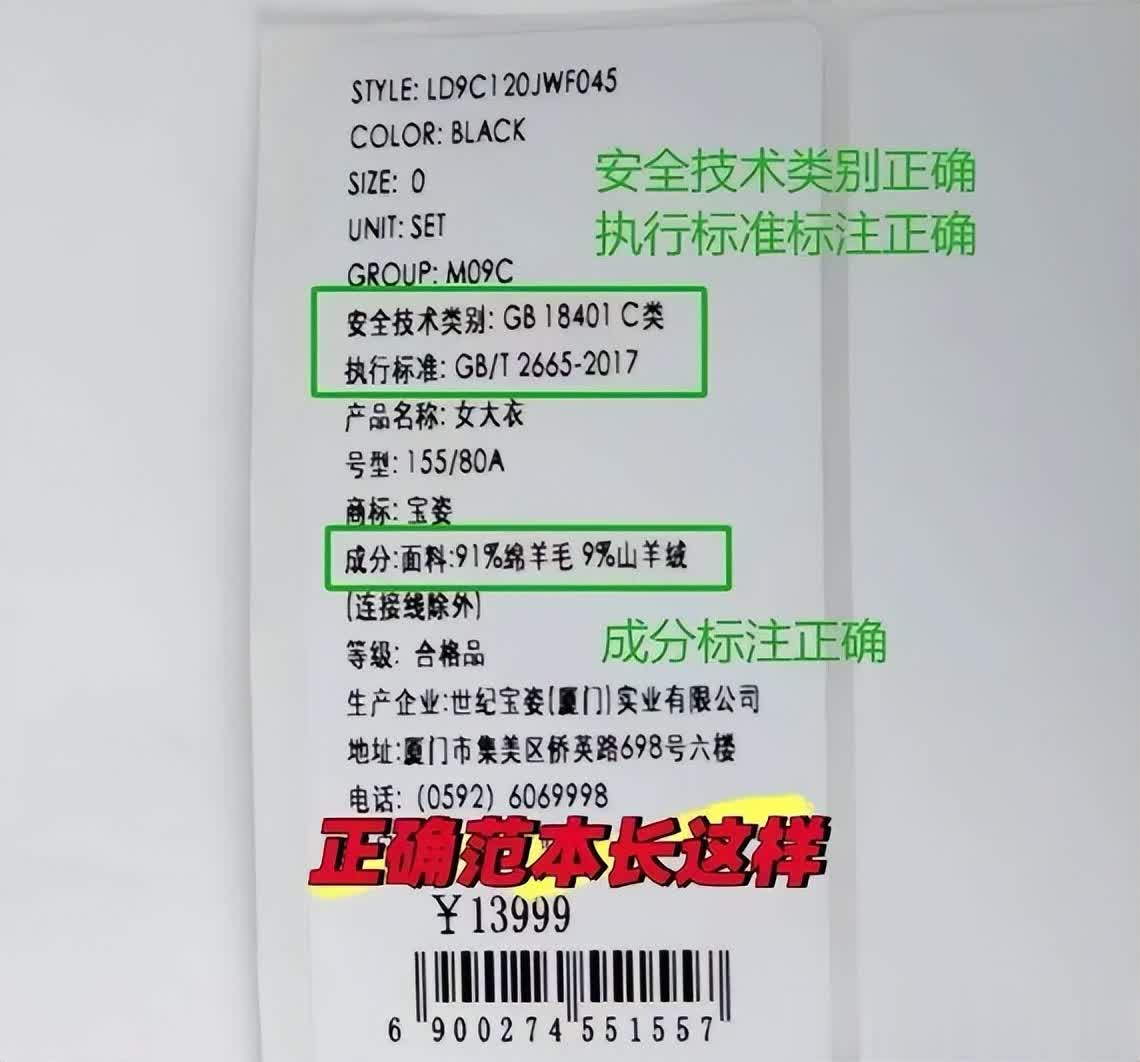 STYLE: LD9C120JWF045
COLOR: BLACK
SIZE: 0
UNIT: SET
GROUP: M09C
安全技术类别正确
执行标准标注正确
安全技术类别: GB 18401 C类
执行标准: GB/T 2665-2017
产品名称: 女大衣
号型: 155/80A
商标: 宝姿
成分:面料:91%绵羊毛 9%山羊绒
(连接线除外)
成分标注正确
等级: 合格品
生产企业:世纪宝姿(厦门)实业有限公司
地址:厦门市集美区侨英路698号六楼
电话: (0592) 6069998
正确范本长这样
¥13999
6 900274 551557